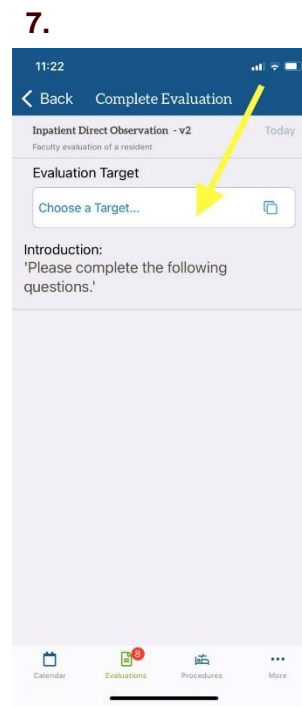 7.
11:22
Back Complete Evaluation
Inpatient Direct Observation - v2 Today
Faculty evaluation of a resident
Evaluation Target
Choose a Target...
Introduction:
'Please complete the following
questions.'
8
Calendar Evaluations Procedures More